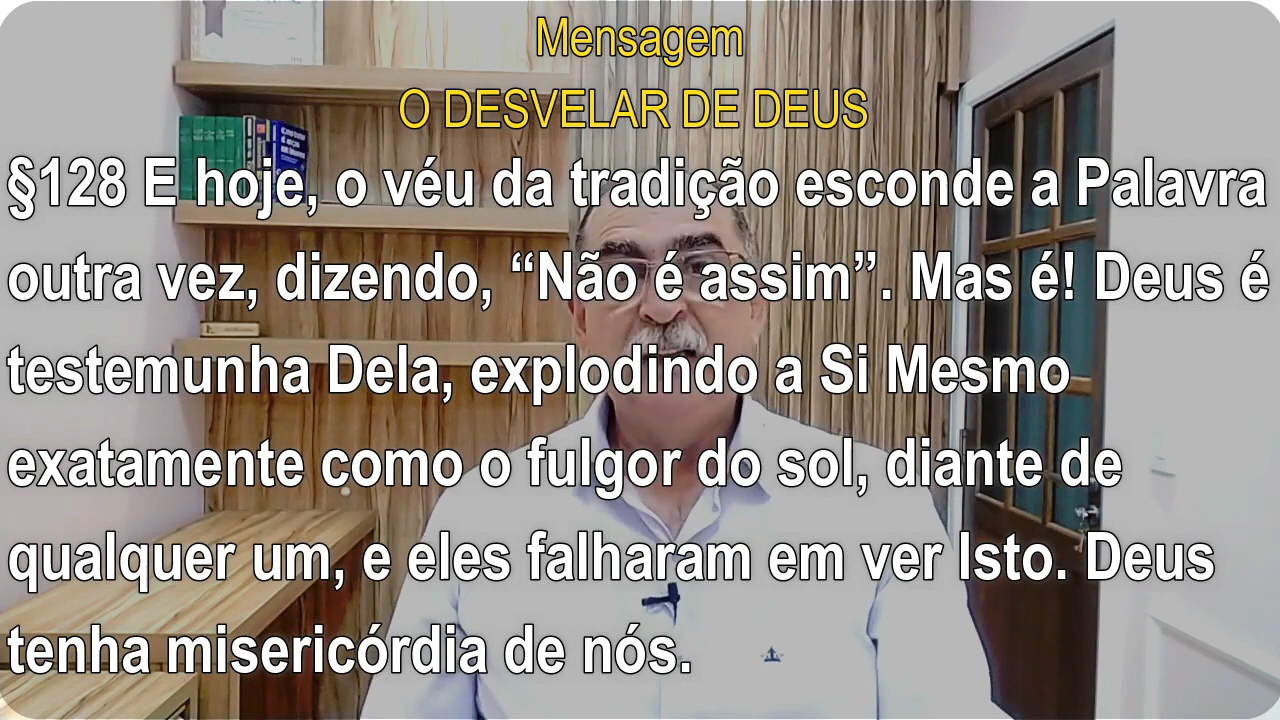 Mensagem
O DESVELAR DE DEUS
§128 E hoje, o véu da tradição esconde a Palavra
outra vez, dizendo, “Não é assim”. Mas é! Deus é
testemunha Dela, explodindo a Si Mesmo
exatamente como o fulgor do sol, diante de
qualquer um, e eles falharam em ver Isto. Deus
tenha misericórdia de nós.